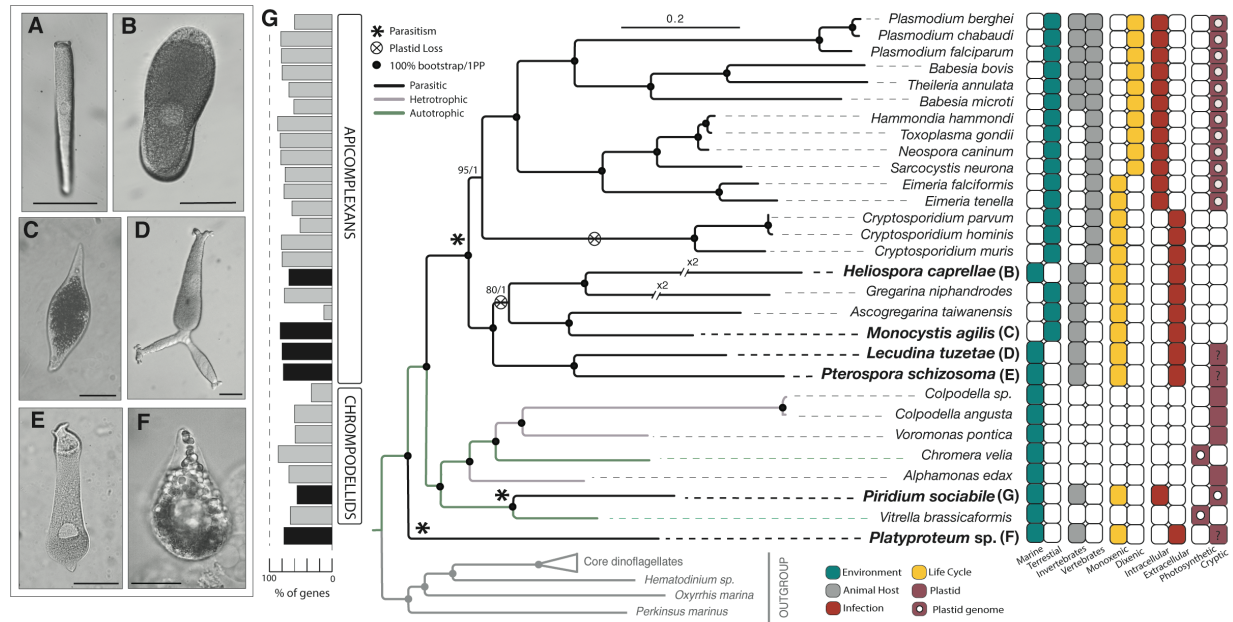 A
B
C
D
E
F
G
Parasitism
Plastid Loss
100% bootstrap/1PP
Parasitic
Hetrotrophic
Autotrophic
0.2
APICOMPLEXANS
CHROMPODELLIDS
95/1
80/1
x2
x2
Plasmodium berghei
Plasmodium chabaudi
Plasmodium falciparum
Babesia bovis
Theileria annulata
Babesia microti
Hammondia hammondi
Toxoplasma gondii
Neospora caninum
Sarcocystis neurona
Eimeria falciformis
Eimeria tenella
Cryptosporidium parvum
Cryptosporidium hominis
Cryptosporidium muris
Heliospora caprellae (B)
Gregarina niphandrodes
Ascogregarina taiwanensis
Monocystis agilis (C)
Lecudina tuzetae (D)
Pterospora schizosoma (E)
Colpodella sp.
Colpodella angusta
Voromonas pontica
Chromera velia
Alphamonas edax
Piridium sociabile (G)
Vitrella brassicaformis
Platyproteum sp. (F)
?
?
?
100
0
% of genes
Core dinoflagellates
Hematodinium sp.
Oxyrrhis marina
Perkinsus marinus
OUTGROUP
Marine
Terrestial
Invertebrates
Vertebrates
Monoxenic
Dixenic
Intracellular
Extracellular
Photosynthetic
Cryptic
Environment
Animal Host
Infection
Life Cycle
Plastid
Plastid genome